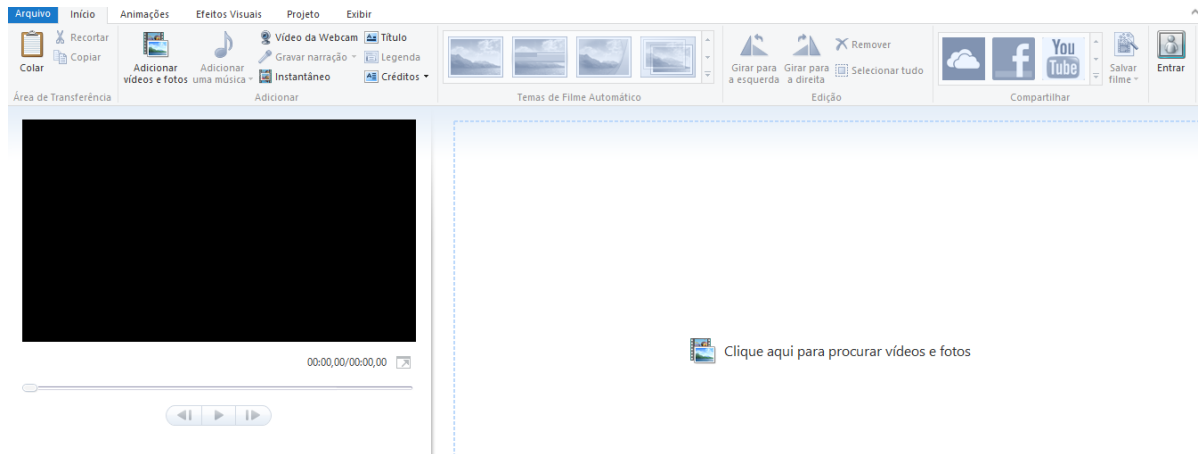 Arquivo Início Animações Efeitos Visuais Projeto Exibir
Colar
Recortar
Copiar
Área de Transferência
Adicionar
vídeos e fotos
Adicionar
uma música
Vídeo da Webcam
Gravar narração
Instantâneo
Título
Legenda
Créditos
Adicionar
Temas de Filme Automático
Girar para
a esquerda
Girar para
a direita
Remover
Selecionar tudo
Edição
f
You
Tube
Compartilhar
Salvar
filme
Entrar
00:00,00/00:00,00
Clique aqui para procurar vídeos e fotos